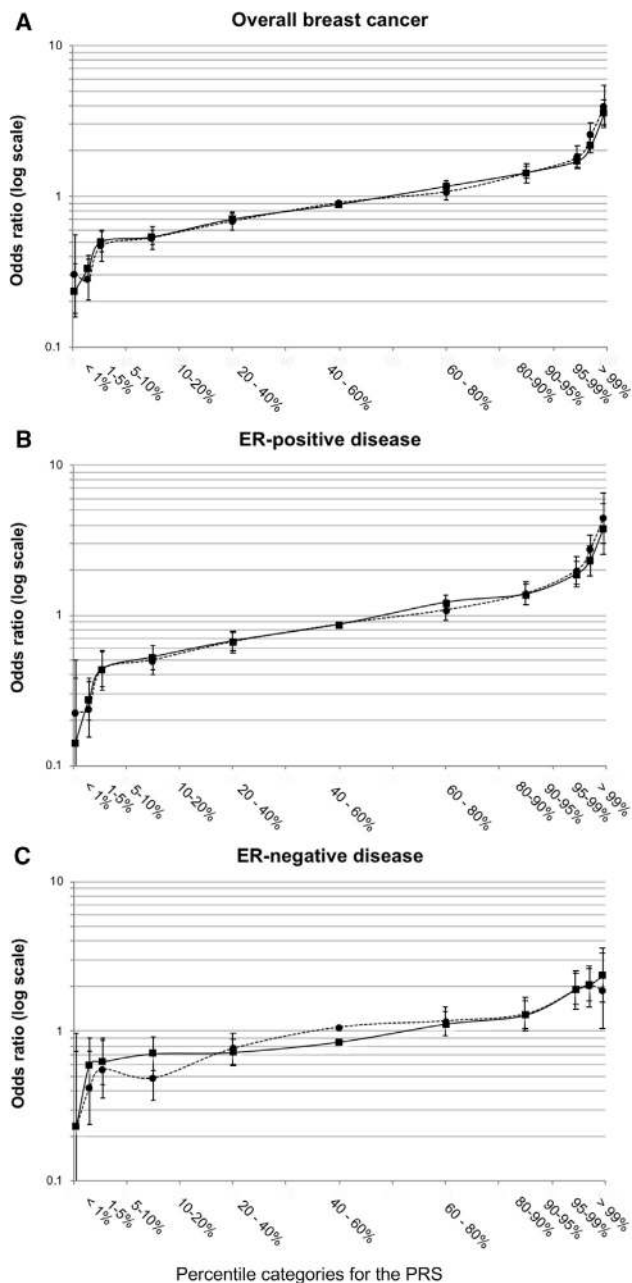 A
Overall breast cancer
10
1
0.1
Odds ratio (log scale)
< 1%
1-5%
5-10%
10-20%
20 - 40%
40 - 60%
60 - 80%
80-90%
90-95%
95-99%
> 99%
B
ER-positive disease
10
1
0.1
Odds ratio (log scale)
< 1%
1-5%
5-10%
10-20%
20 - 40%
40 - 60%
60 - 80%
80-90%
90-95%
95-99%
> 99%
C
ER-negative disease
10
1
0.1
Odds ratio (log scale)
< 1%
1-5%
5-10%
10-20%
20 - 40%
40 - 60%
60 - 80%
80-90%
90-95%
95-99%
> 99%
Percentile categories for the PRS